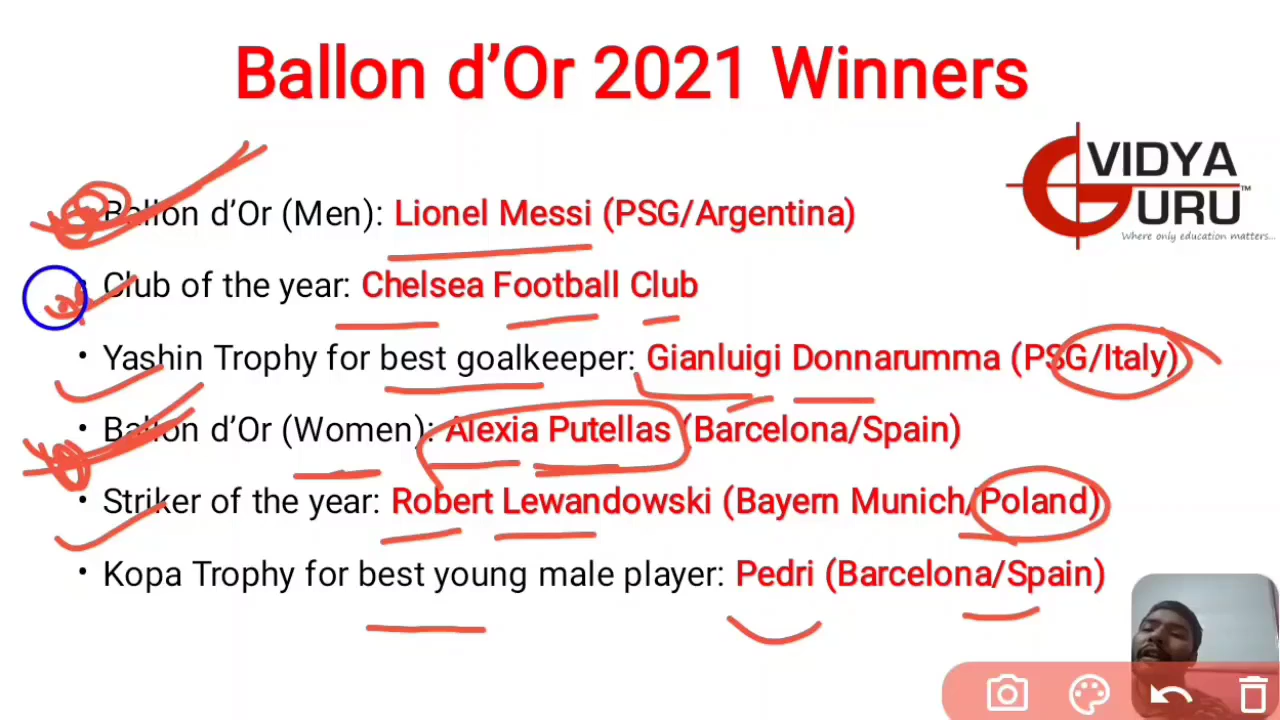 Ballon d’Or 2021 Winners
VIDYA
GURU™
Where only education matters...
Ballon d’Or (Men): Lionel Messi (PSG/Argentina)
• Club of the year: Chelsea Football Club
• Yashin Trophy for best goalkeeper: Gianluigi Donnarumma (PSG/Italy)
• Ballon d’Or (Women): Alexia Putellas (Barcelona/Spain)
• Striker of the year: Robert Lewandowski (Bayern Munich/Poland)
• Kopa Trophy for best young male player: Pedri (Barcelona/Spain)